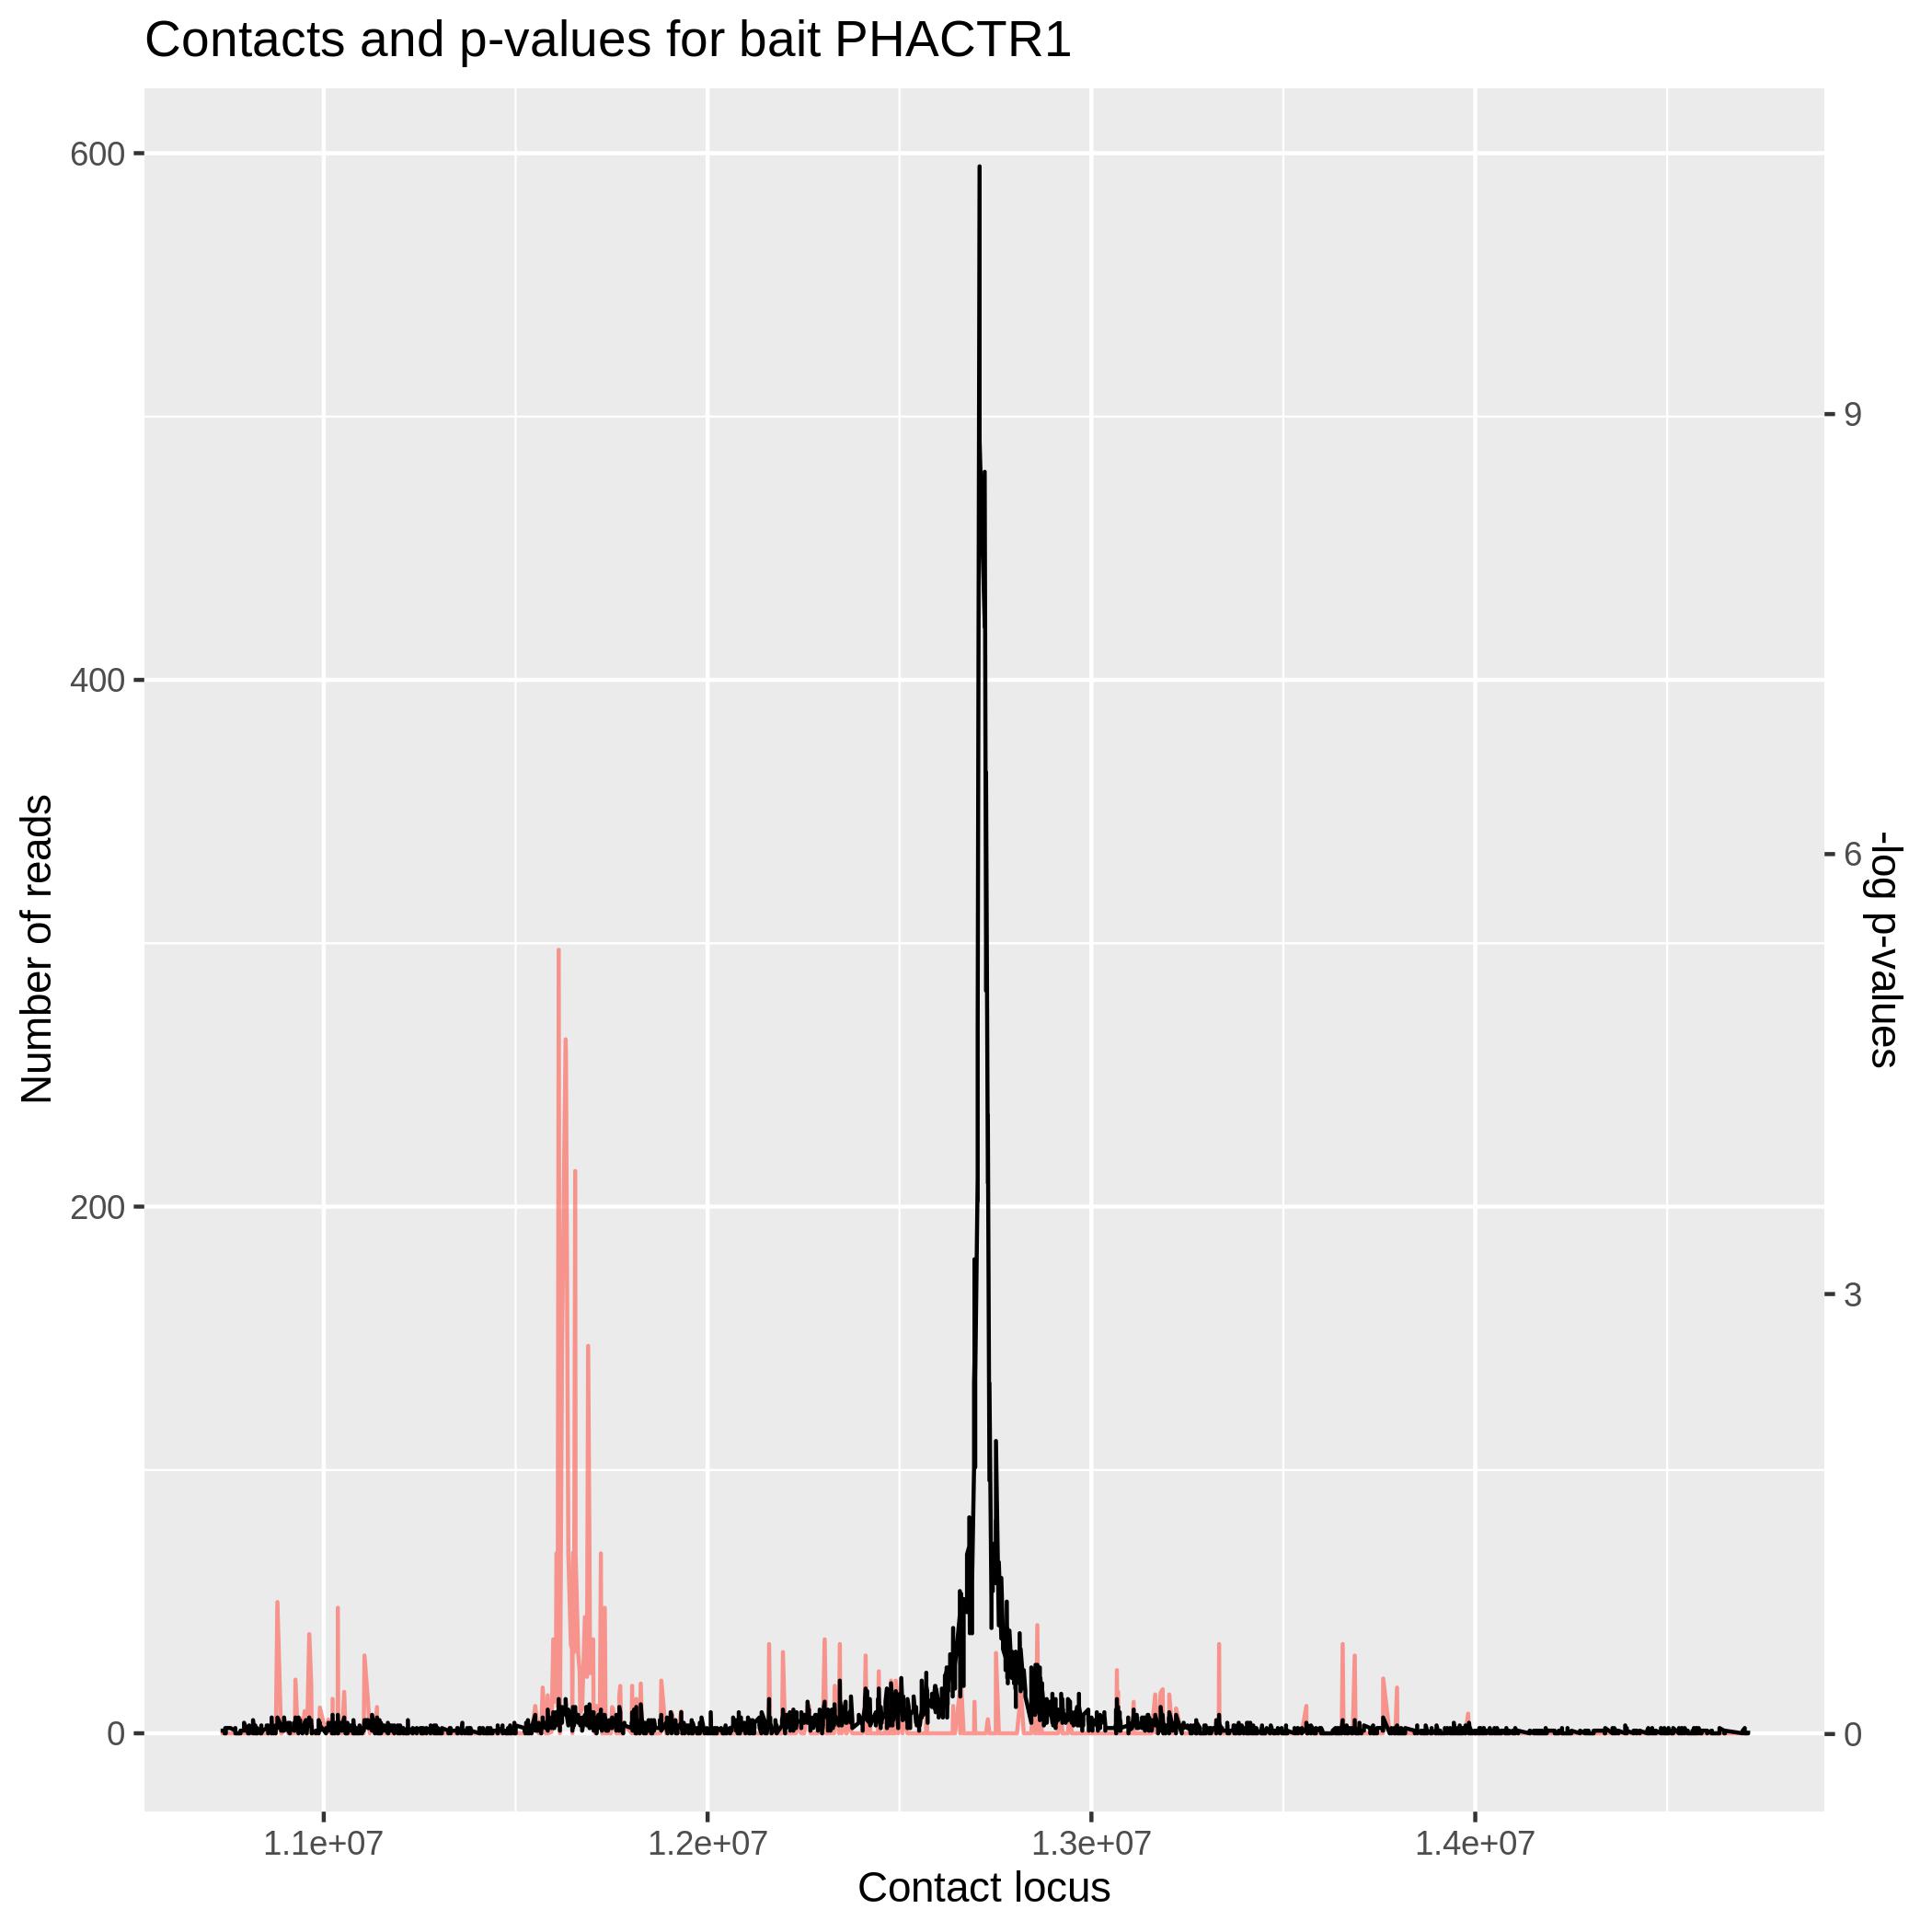 Contacts and p-values for bait PHACTR1
600
400
200
0
Number of reads
9
6
3
0
-log p-values
1.1e+07
1.2e+07
1.3e+07
1.4e+07
Contact locus